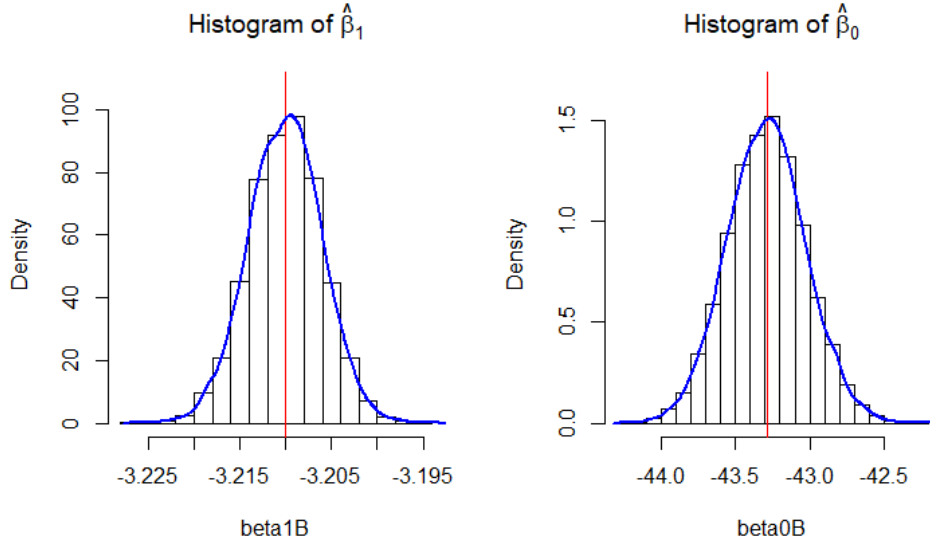 Histogram of β̂₁
Density
0 20 40 60 80 100
-3.225 -3.215 -3.205 -3.195
beta1B
Histogram of β̂₀
Density
0.0 0.5 1.0 1.5
-44.0 -43.5 -43.0 -42.5
beta0B